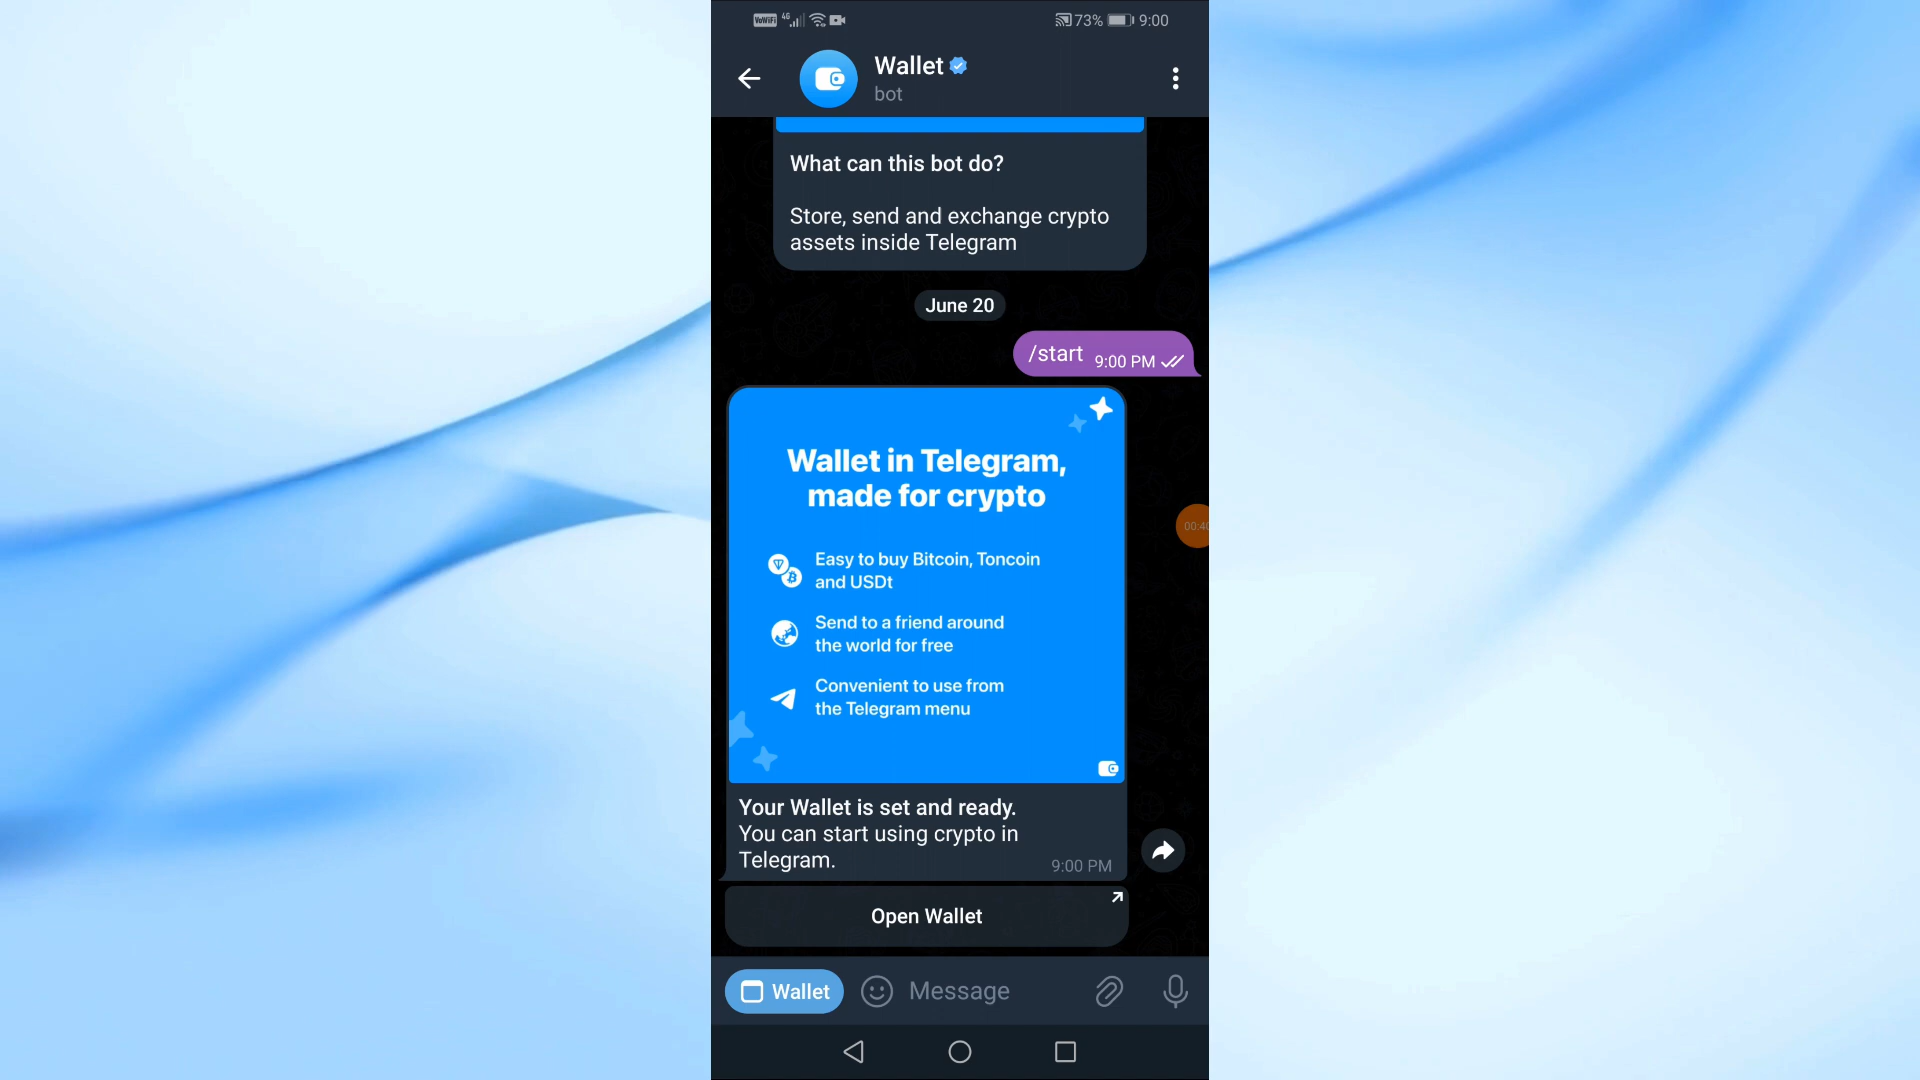 VoWiFi 4G 73% 9:00
Wallet
bot
What can this bot do?
Store, send and exchange crypto
assets inside Telegram
June 20
/start 9:00 PM
Wallet in Telegram,
made for crypto
Easy to buy Bitcoin, Toncoin
and USDt
Send to a friend around
the world for free
Convenient to use from
the Telegram menu
Your Wallet is set and ready.
You can start using crypto in
Telegram.
9:00 PM
Open Wallet
Wallet Message